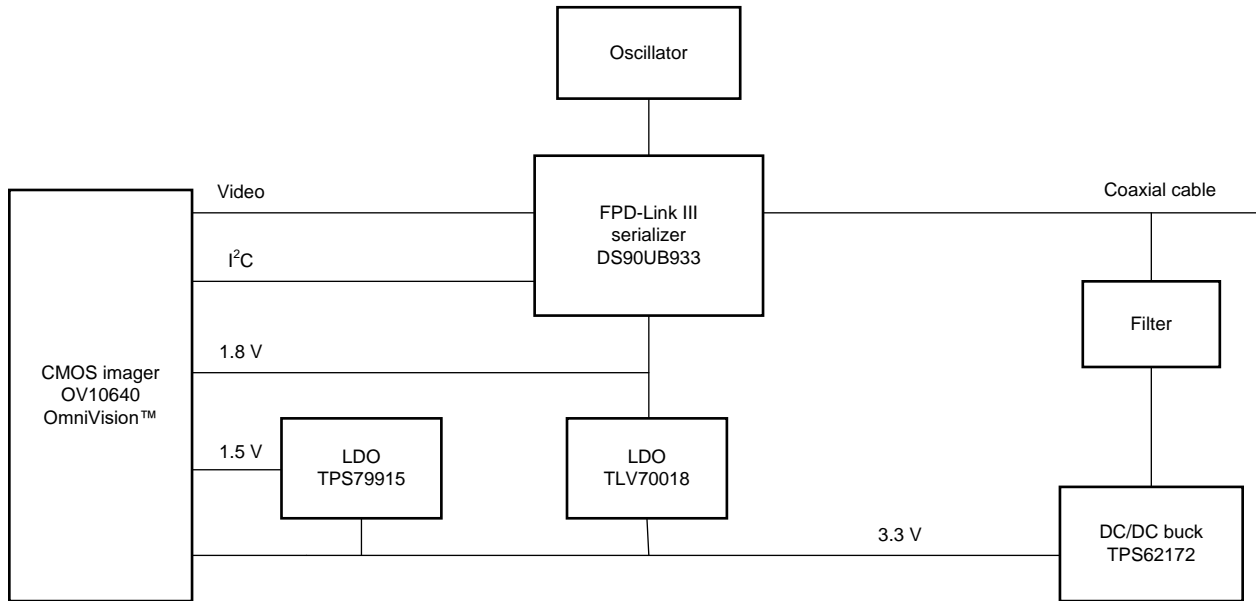 Oscillator
Video
FPD-Link III
serializer
DS90UB933
Coaxial cable
I²C
Filter
1.8 V
CMOS imager
OV10640
OmniVision™
1.5 V
LDO
TPS79915
LDO
TLV70018
3.3 V
DC/DC buck
TPS62172